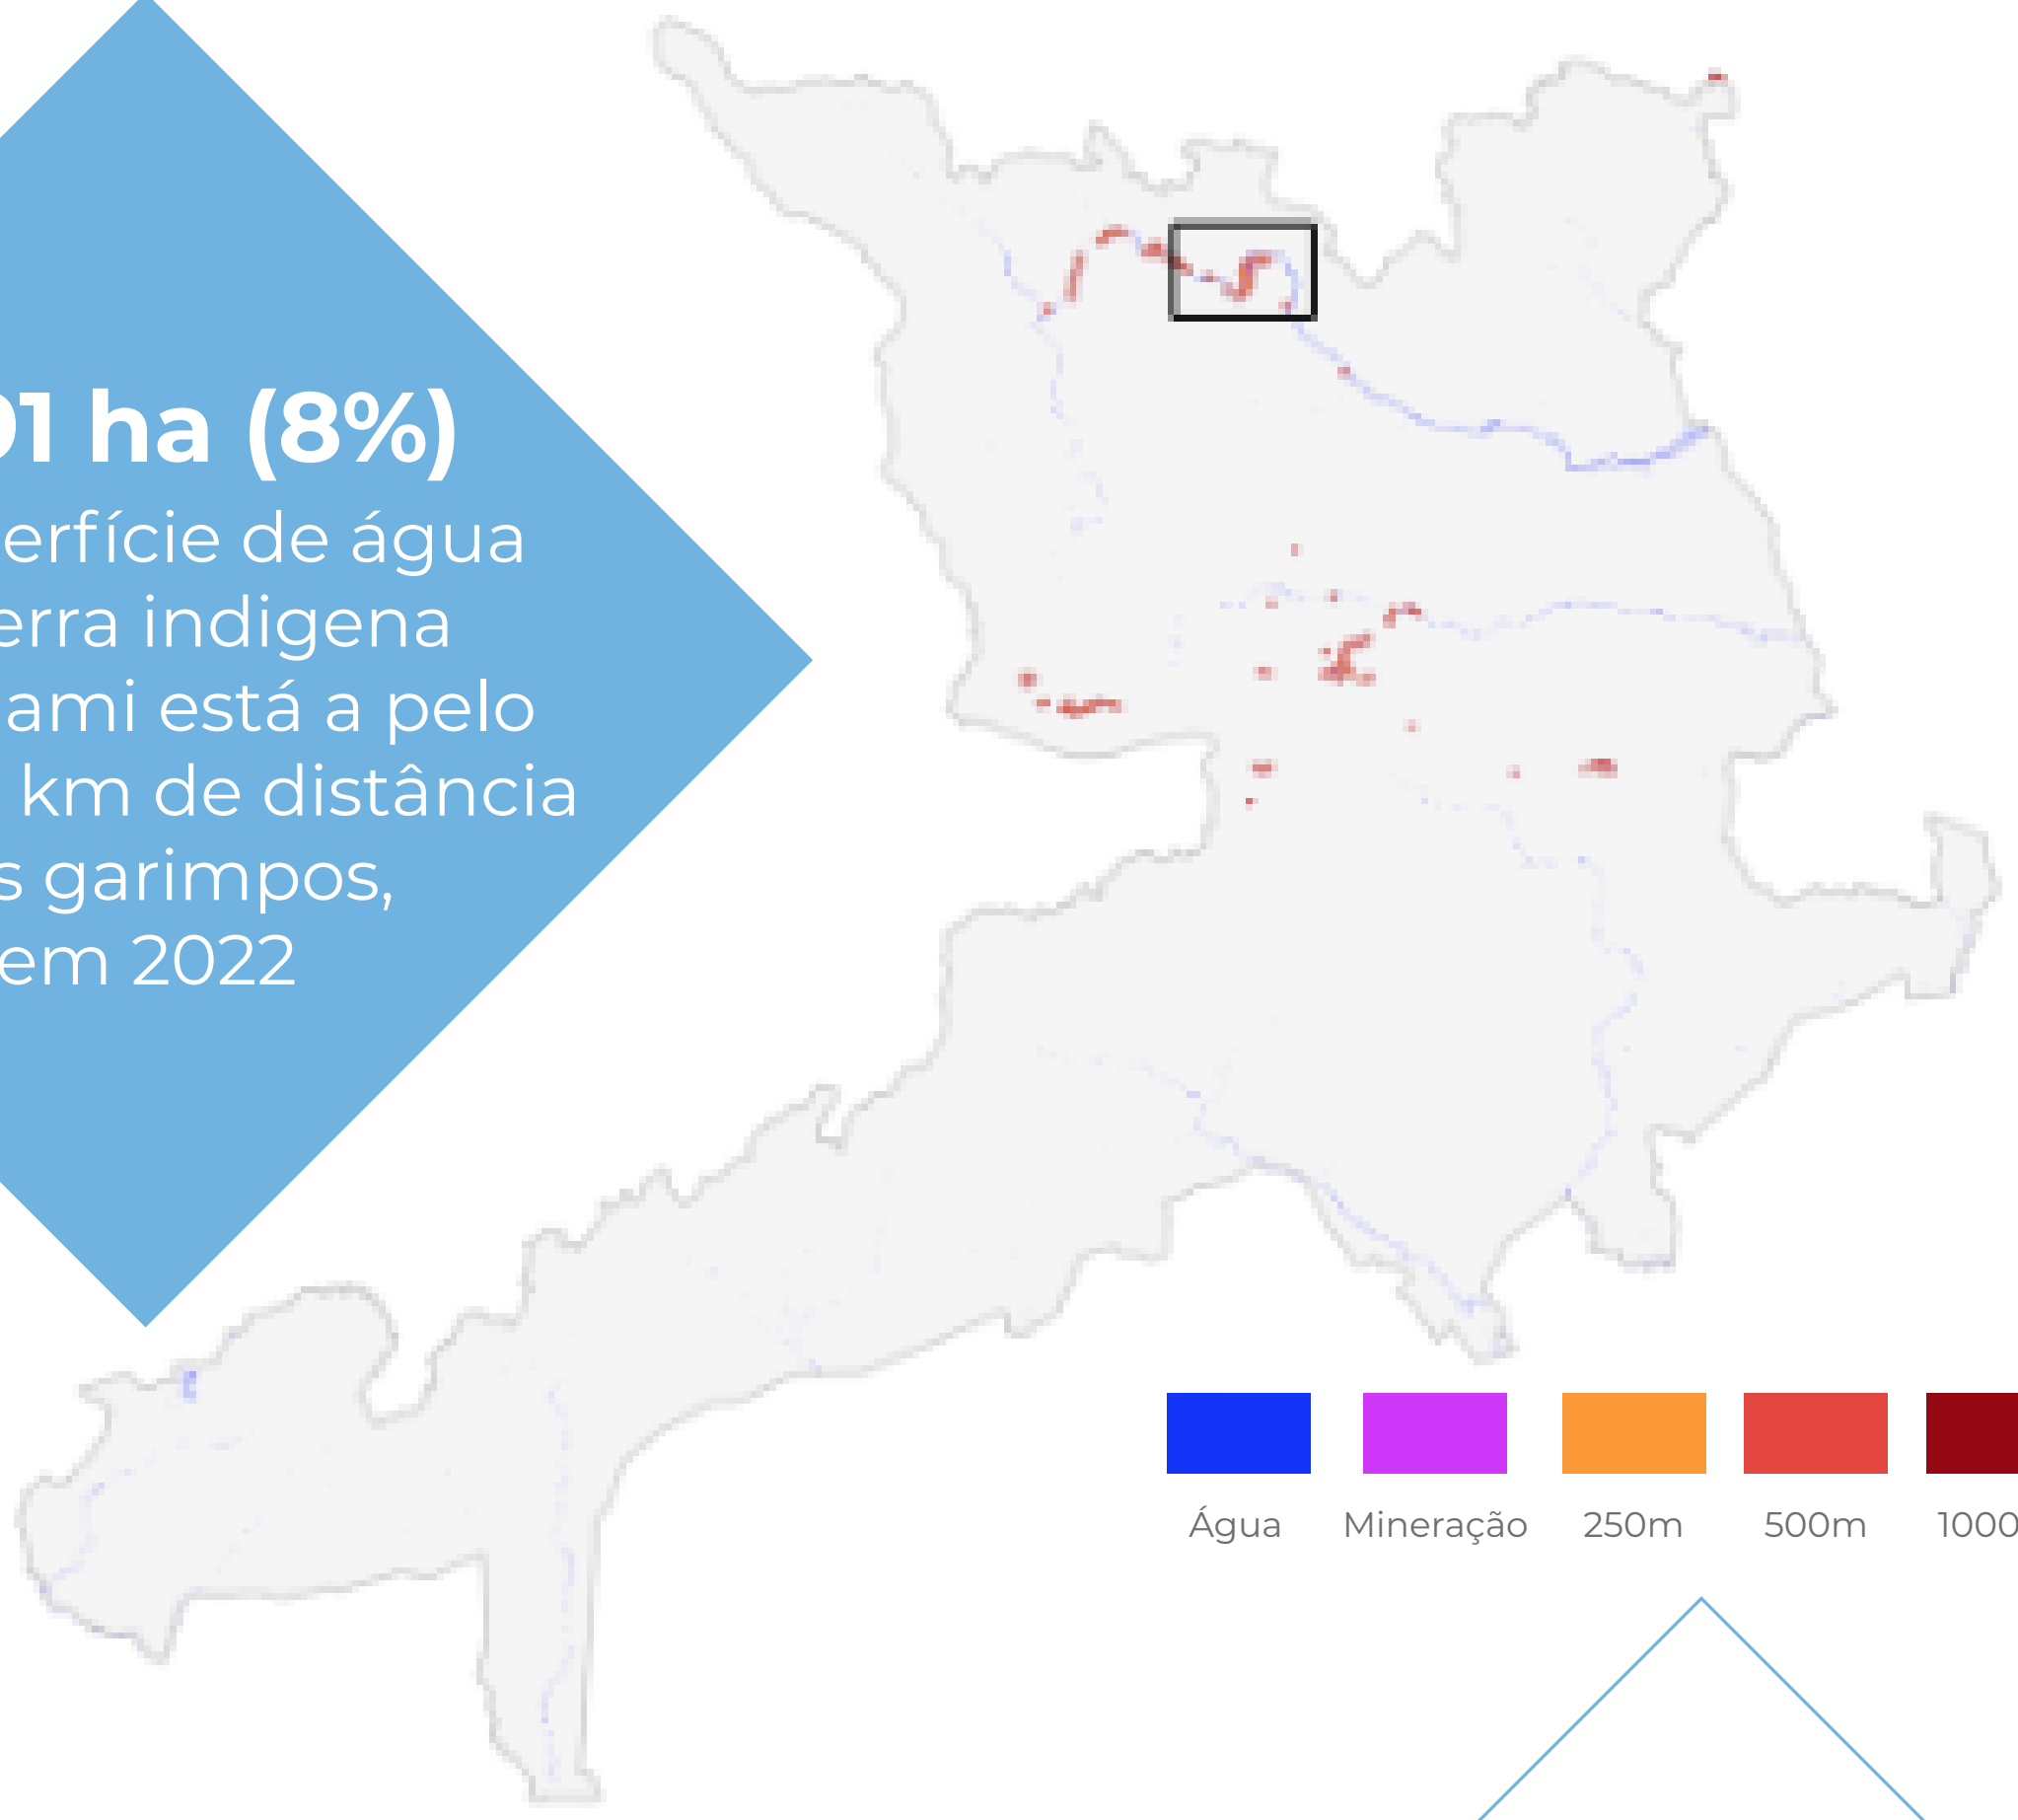 01 ha (8%)
erfície de água
erra indigena
ami está a pelo
km de distância
s garimpos,
em 2022
Água Mineração 250m 500m 1000